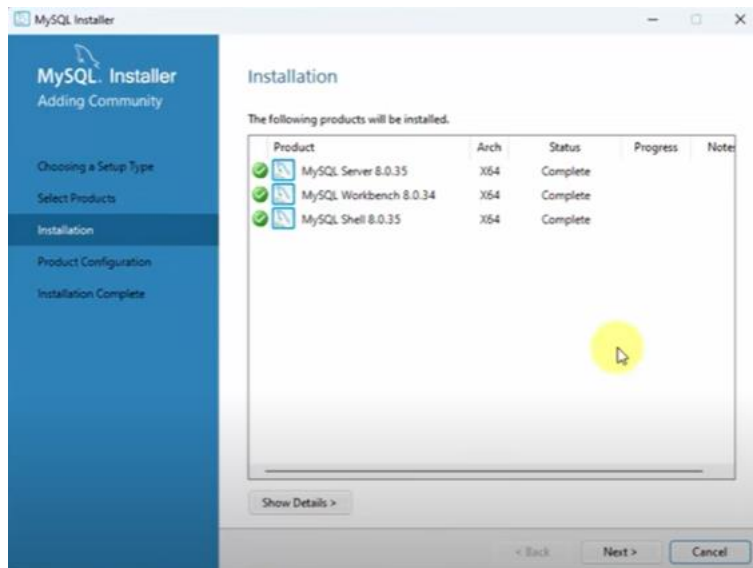 MySQL Installer
MySQL. Installer
Adding Community
Choosing a Setup Type
Select Products
Installation
Product Configuration
Installation Complete
Installation
The following products will be installed.
Product Arch Status Progress Notes
MySQL Server 8.0.35 X64 Complete
MySQL Workbench 8.0.34 X64 Complete
MySQL Shell 8.0.35 X64 Complete
Show Details >
< Back Next > Cancel